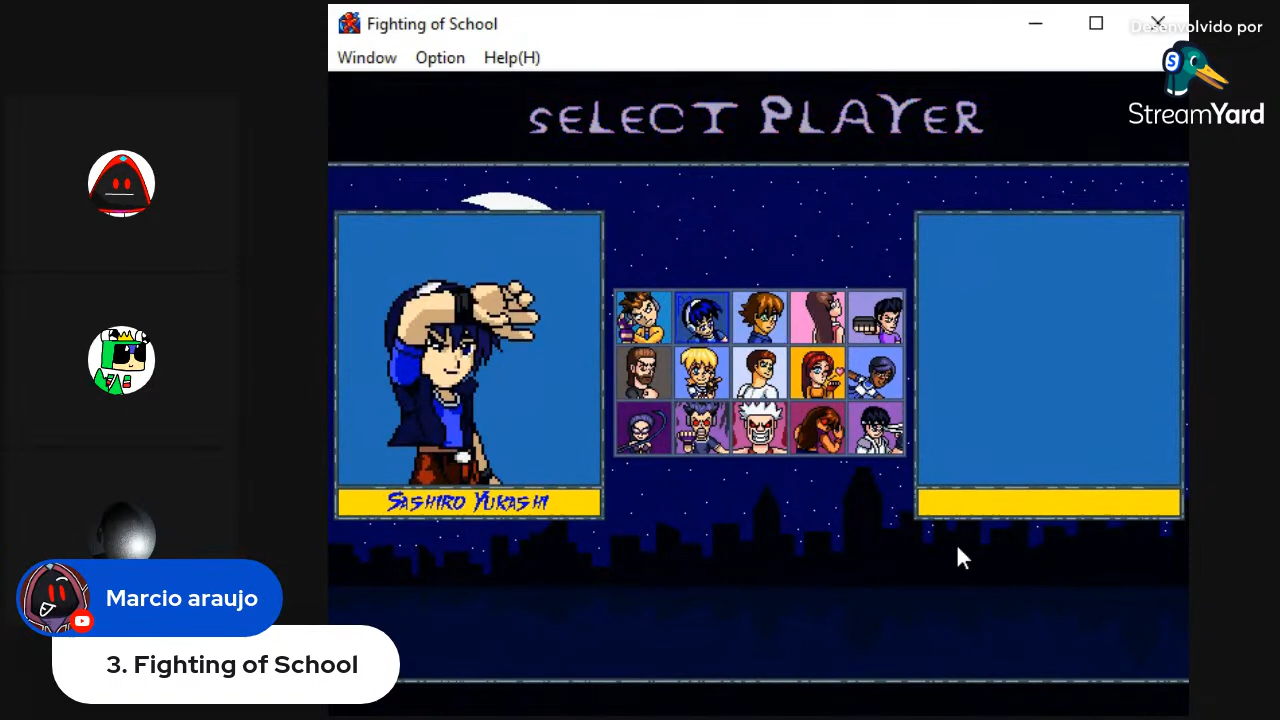 Fighting of School
Desenvolvido por
Window Option Help(H)
StreamYard
SELECT PLAYER
SASHIRO YUKASHI
Marcio araujo
3. Fighting of School